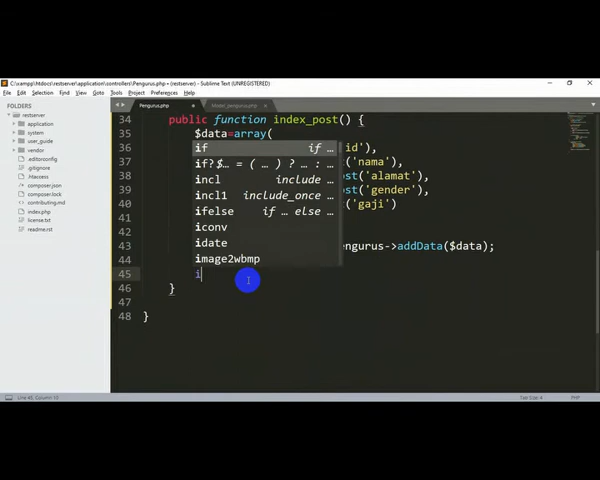 C:\xampp\htdocs\restserver\application\controllers\Pengurus.php • (restserver) - Sublime Text (UNREGISTERED)
File Edit Selection Find View Goto Tools Project Preferences Help
FOLDERS
restserver
application
system
user_guide
vendor
.editorconfig
.gitignore
.htaccess
composer.json
composer.lock
contributing.md
index.php
license.txt
readme.rst
Pengurus.php
Model_pengurus.php
34 public function index_post() {
35 $data=array(
36 id'),
37 ('nama'),
38 st('alamat'),
39 st('gender'),
40 ('gaji')
41
42
43 engurus->addData($data);
44
45 i
46 }
47
48 }
if if …
if?$… = ( … ) ? … : …
incl include …
incl1 include_once …
ifelse if … else …
iconv
idate
image2wbmp
Line 45, Column 10
Tab Size: 4
PHP